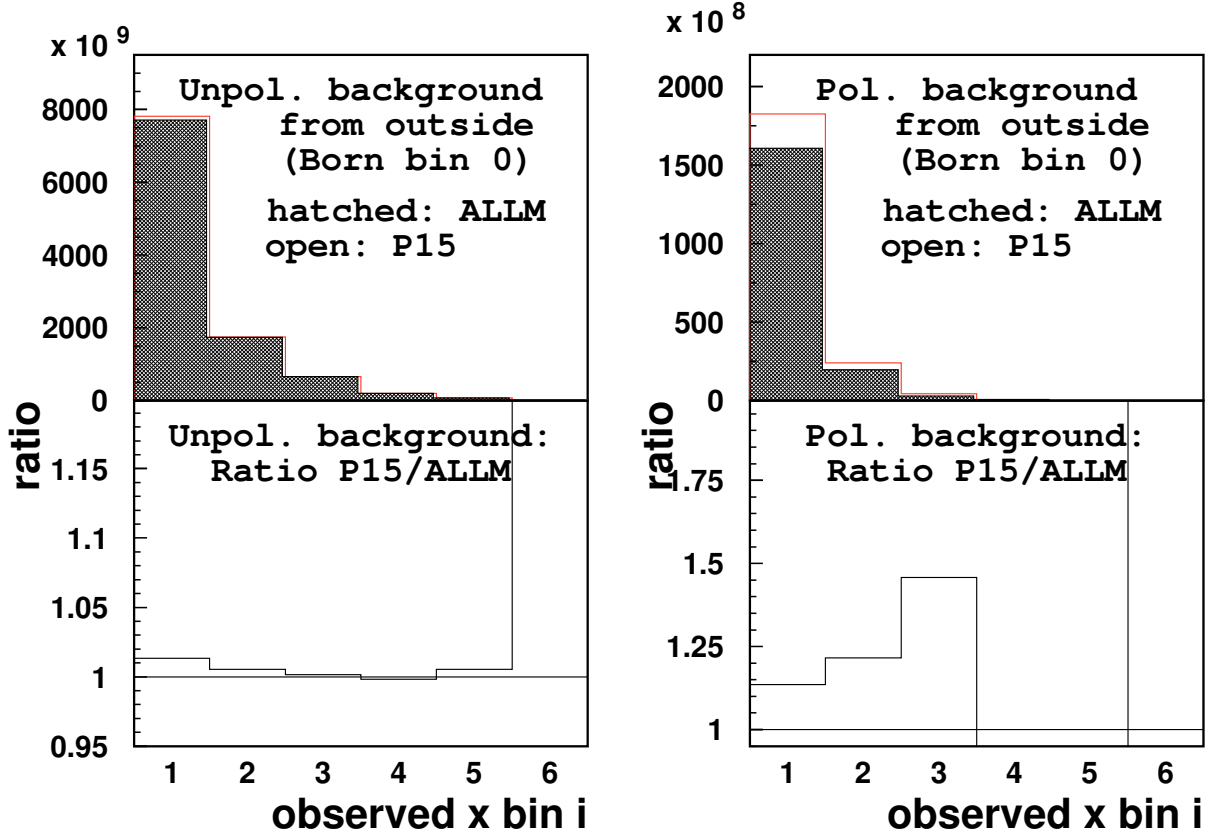 x 10 9
8000
6000
4000
2000
0
Unpol. background
from outside
(Born bin 0)
hatched: ALLM
open: P15
x 10 8
2000
1500
1000
500
0
Pol. background
from outside
(Born bin 0)
hatched: ALLM
open: P15
ratio
1.15
1.1
1.05
1
0.95
Unpol. background:
Ratio P15/ALLM
1 2 3 4 5 6
observed x bin i
ratio
1.75
1.5
1.25
1
Pol. background:
Ratio P15/ALLM
1 2 3 4 5 6
observed x bin i